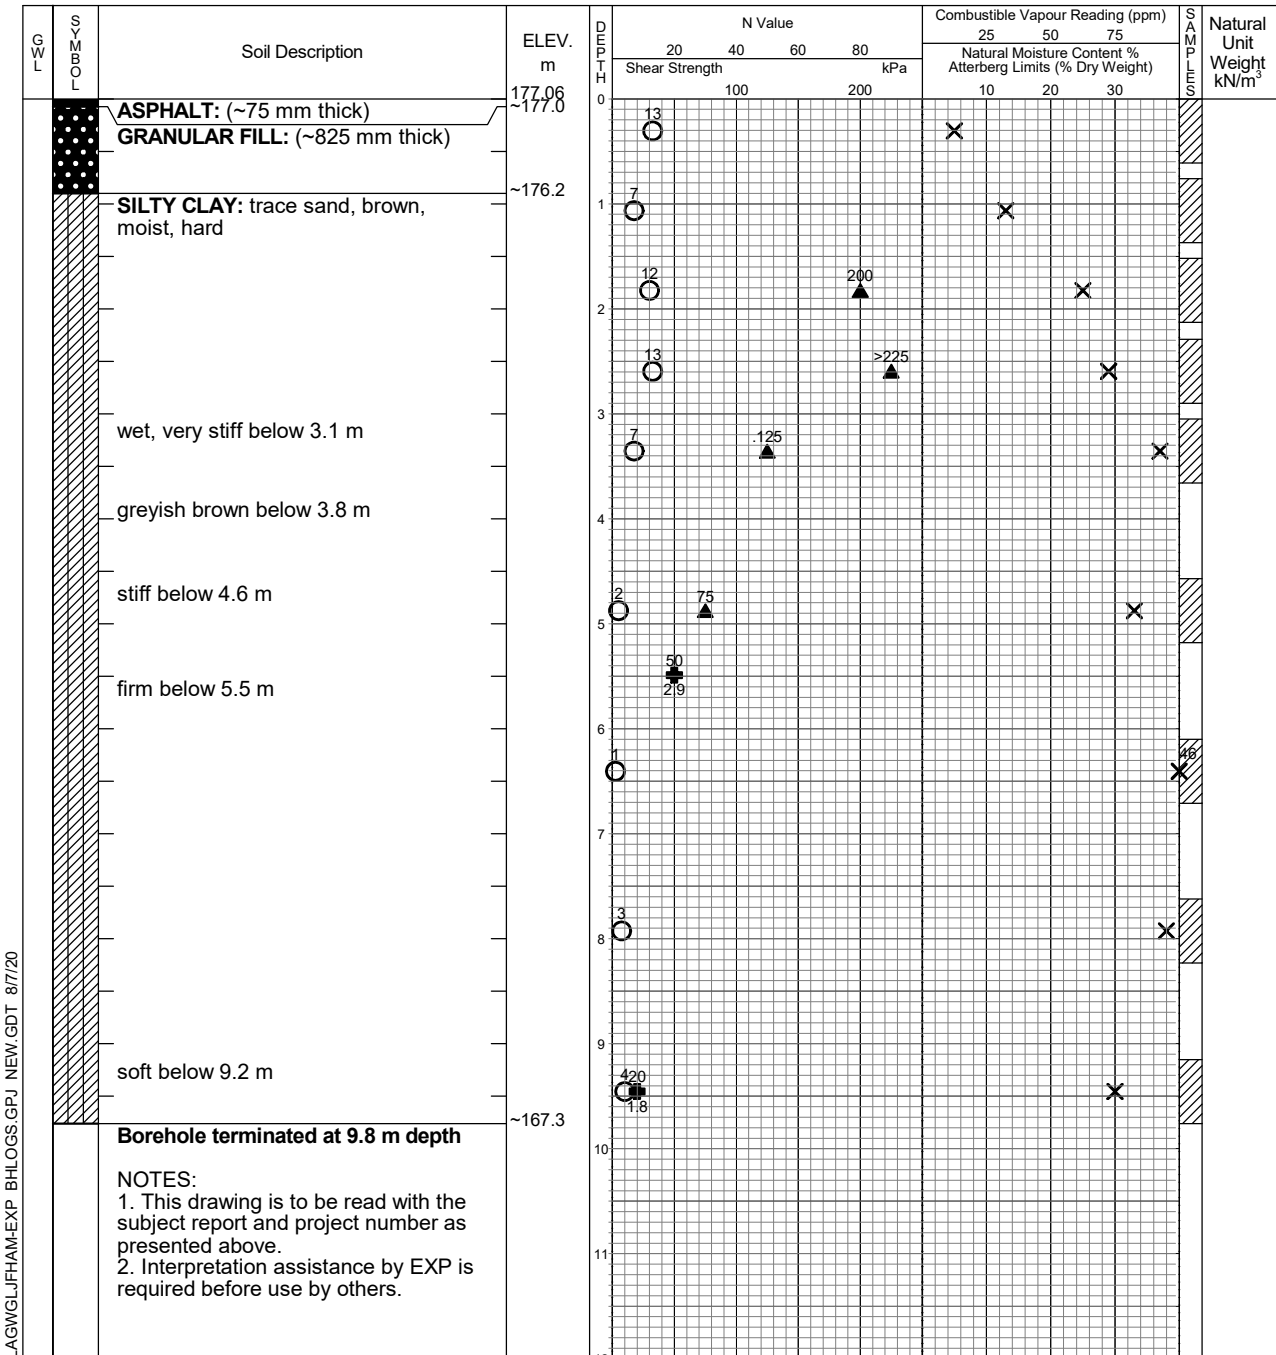 GWL
SYMBOL
Soil Description
ELEV.
m
DEPTH
N Value
20 40 60 80
Shear Strength kPa
100 200
Combustible Vapour Reading (ppm)
25 50 75
Natural Moisture Content %
Atterberg Limits (% Dry Weight)
10 20 30
SAMPLES
Natural
Unit
Weight
kN/m³
177.06
~177.0
0
ASPHALT: (~75 mm thick)
13
GRANULAR FILL: (~825 mm thick)
~176.2
SILTY CLAY: trace sand, brown,
moist, hard
7
1
12
200
2
13
>225
3
wet, very stiff below 3.1 m
7
.125
greyish brown below 3.8 m
4
stiff below 4.6 m
2
75
5
50
2.9
firm below 5.5 m
6
1
46
7
3
8
9
soft below 9.2 m
4
20
1.8
~167.3
Borehole terminated at 9.8 m depth
10
NOTES:
1. This drawing is to be read with the
subject report and project number as
presented above.
2. Interpretation assistance by EXP is
required before use by others.
11
AGWGLJFHAM-EXP BHLOGS.GPJ NEW.GDT 8/7/20